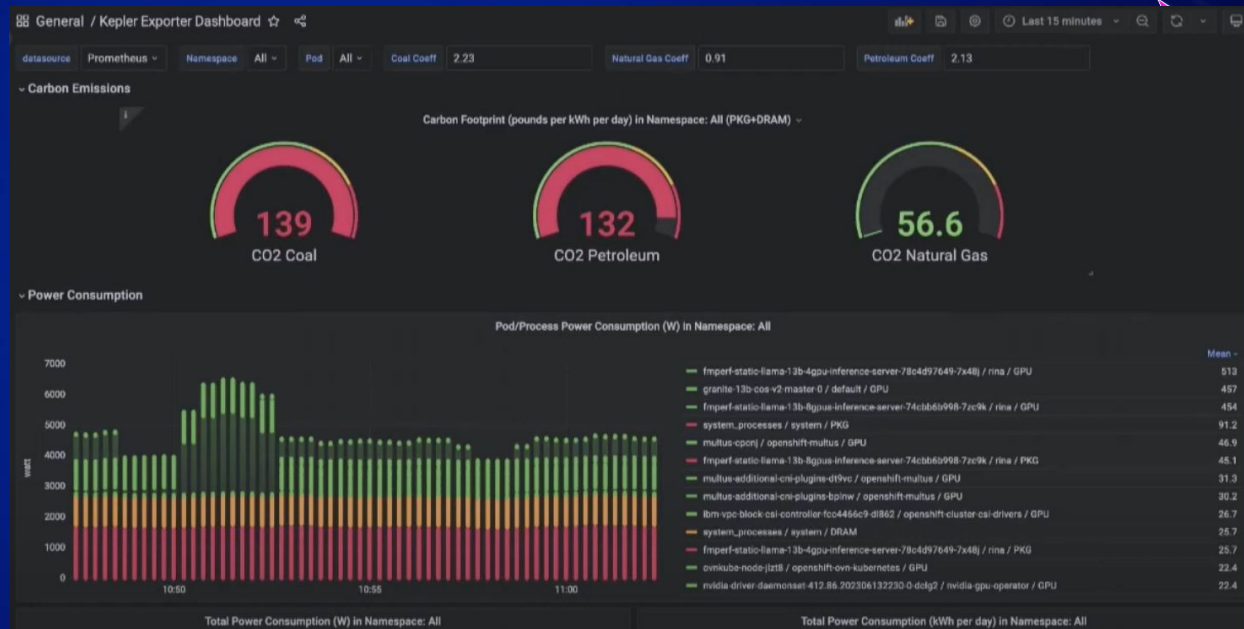 General / Kepler Exporter Dashboard
Last 15 minutes
datasource Prometheus Namespace All Pod All Coal Coeff 2.23 Natural Gas Coeff 0.91 Petroleum Coeff 2.13
Carbon Emissions
i
Carbon Footprint (pounds per kWh per day) in Namespace: All (PKG+DRAM)
139 132 56.6
CO2 Coal CO2 Petroleum CO2 Natural Gas
Power Consumption
Pod/Process Power Consumption (W) in Namespace: All
watt
7000
6000
5000
4000
3000
2000
1000
0
10:50 10:55 11:00
Mean
fmperf-static-llama-13b-4gpu-inference-server-78c4d97649-7x48j / rina / GPU 513
granite-13b-cos-v2-master-0 / default / GPU 457
fmperf-static-llama-13b-8gpus-inference-server-74cbb6b998-7zc9k / rina / GPU 454
system_processes / system / PKG 91.2
multus-cponj / openshift-multus / GPU 46.9
fmperf-static-llama-13b-8gpus-inference-server-74cbb6b998-7zc9k / rina / PKG 45.1
multus-additional-cni-plugins-dt9vc / openshift-multus / GPU 31.3
multus-additional-cni-plugins-bplnw / openshift-multus / GPU 30.2
ibm-vpc-block-csi-controller-fcc4466c9-dl862 / openshift-cluster-csi-drivers / GPU 26.7
system_processes / system / DRAM 25.7
fmperf-static-llama-13b-4gpu-inference-server-78c4d97649-7x48j / rina / PKG 25.7
ovnkube-node-jlzt8 / openshift-ovn-kubernetes / GPU 22.4
nvidia-driver-daemonset-412.86.202306132230-0-dclg2 / nvidia-gpu-operator / GPU 22.4
Total Power Consumption (W) in Namespace: All
Total Power Consumption (kWh per day) in Namespace: All